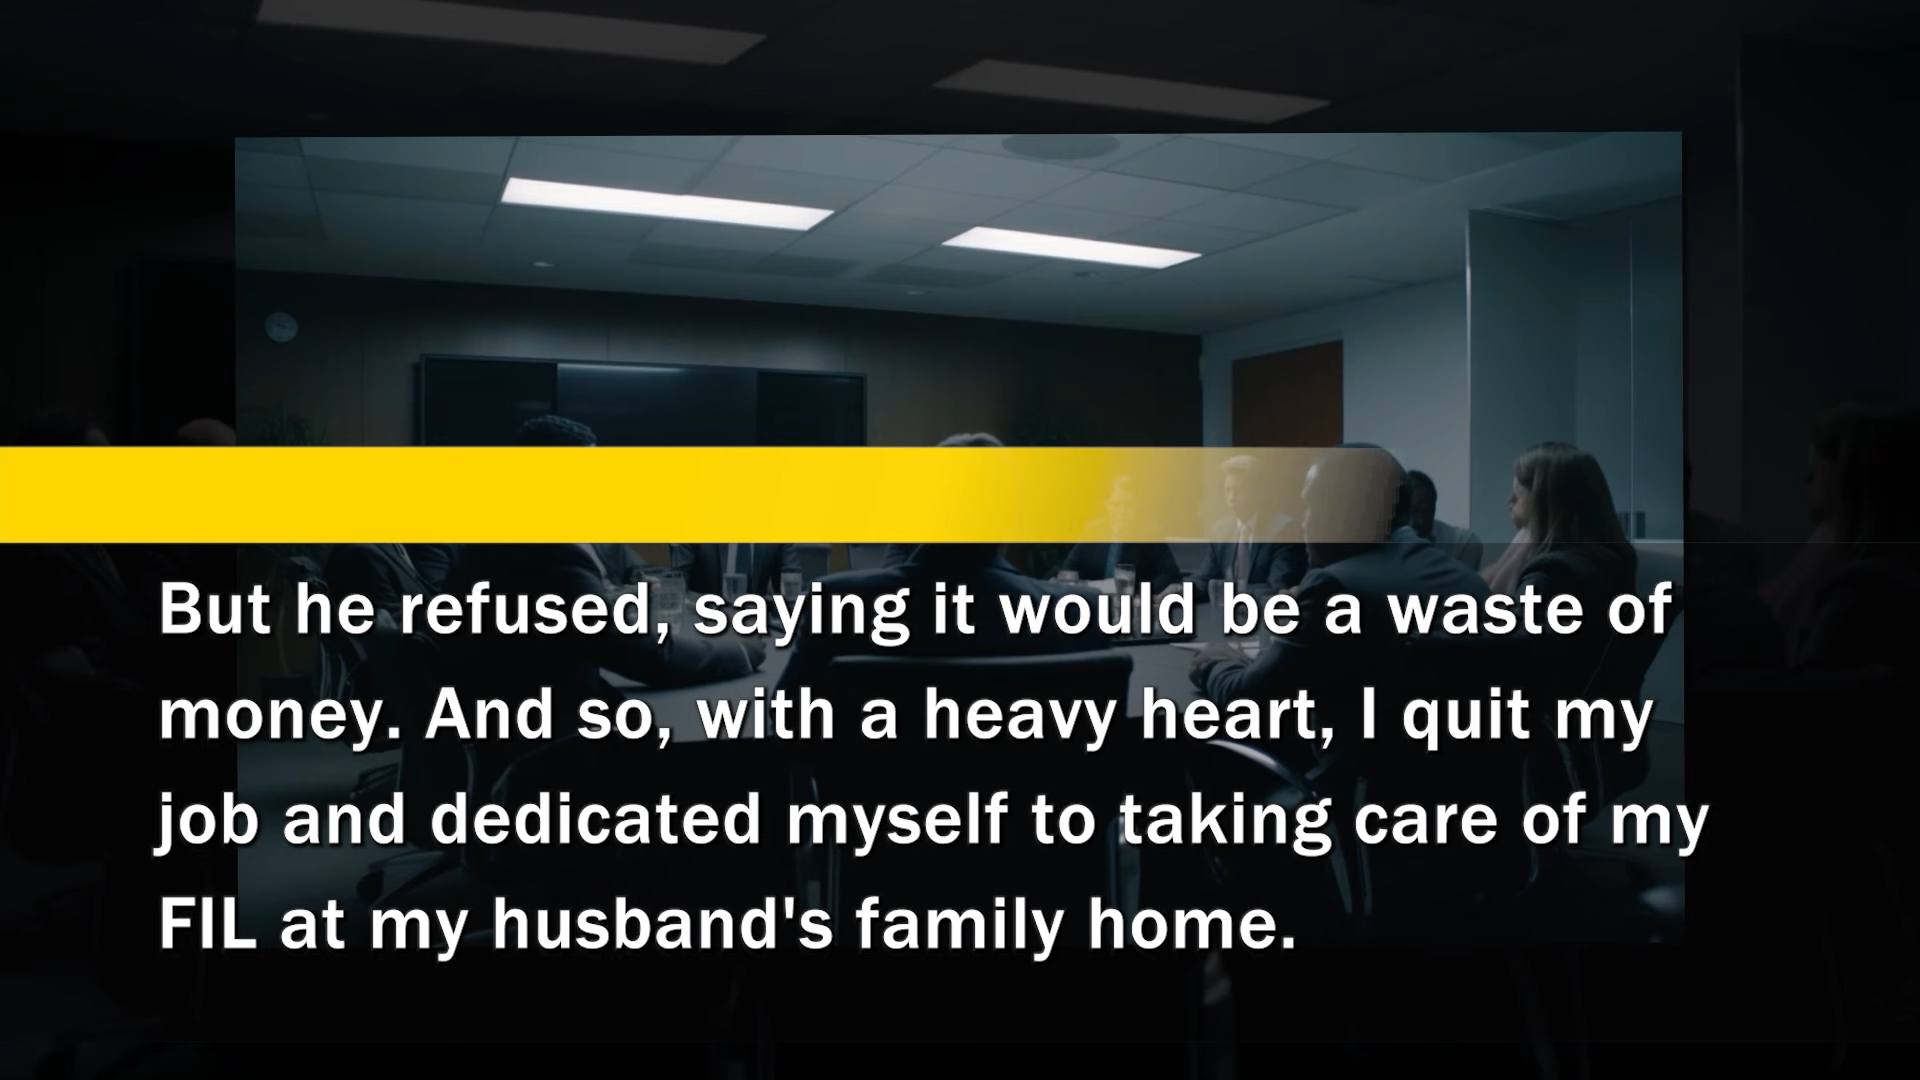 But he refused, saying it would be a waste of
money. And so, with a heavy heart, I quit my
job and dedicated myself to taking care of my
FIL at my husband's family home.